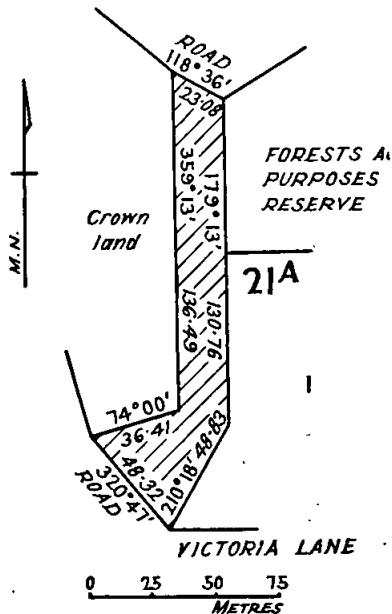 ROAD
118°36'
23·08
FORESTS
PURPOSES
RESERVE
359°13'
179°13'
Crown
land
M.N.
21A
136·49
130·76
1
74°00'
36·41
48·32
320°47'
ROAD
210°18'
48·83
VICTORIA LANE
0 25 50 75
METRES